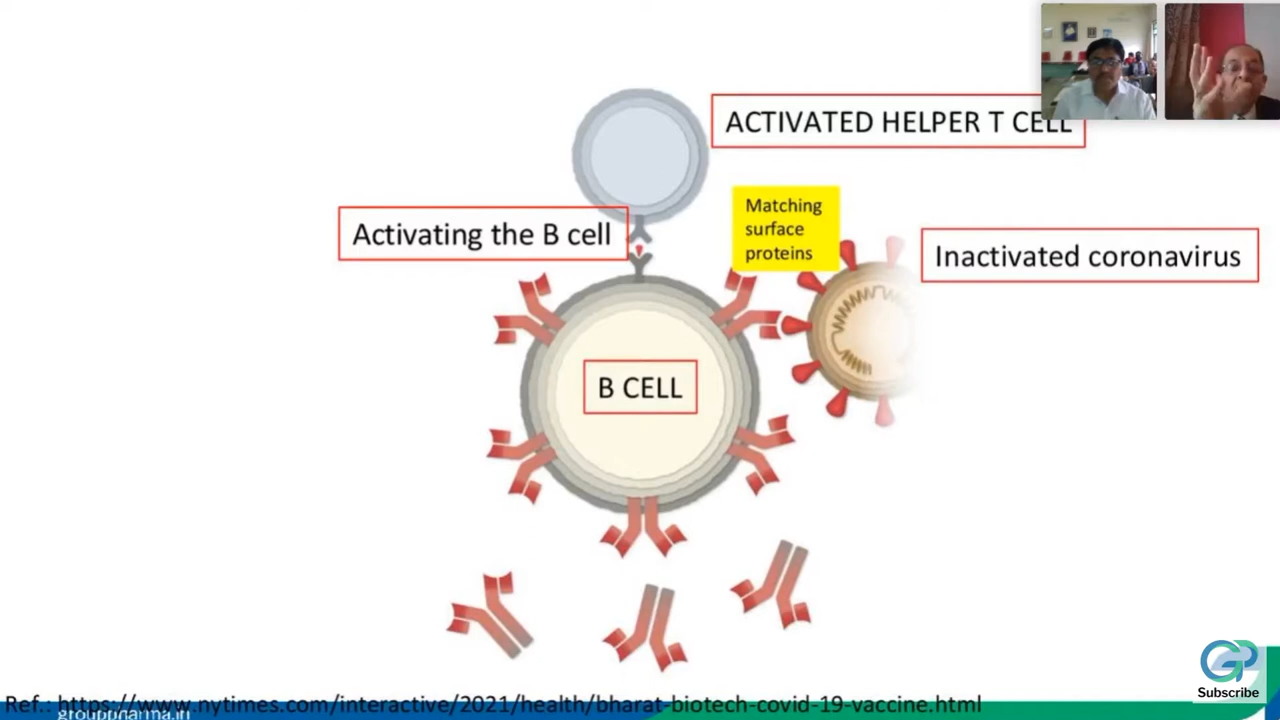 ACTIVATED HELPER T CELL
Matching
surface
proteins
Activating the B cell
Inactivated coronavirus
B CELL
GP
Subscribe
Ref.: https://www.nytimes.com/interactive/2021/health/bharat-biotech-covid-19-vaccine.html
grouppharma.in